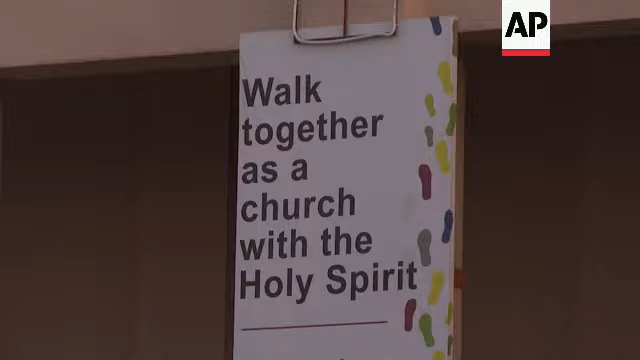 AP
Walk
together
as a
church
with the
Holy Spirit